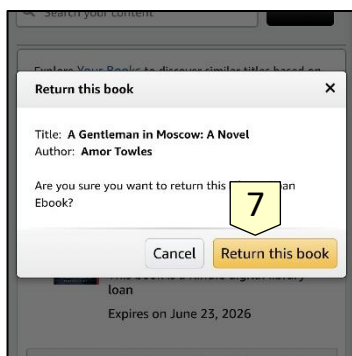 Search your content
Explore Your Books to discover similar titles based on
Return this book
×
Title: A Gentleman in Moscow: A Novel
Author: Amor Towles
Are you sure you want to return this
Ebook?
7
Cancel
Return this book
loan
Expires on June 23, 2026